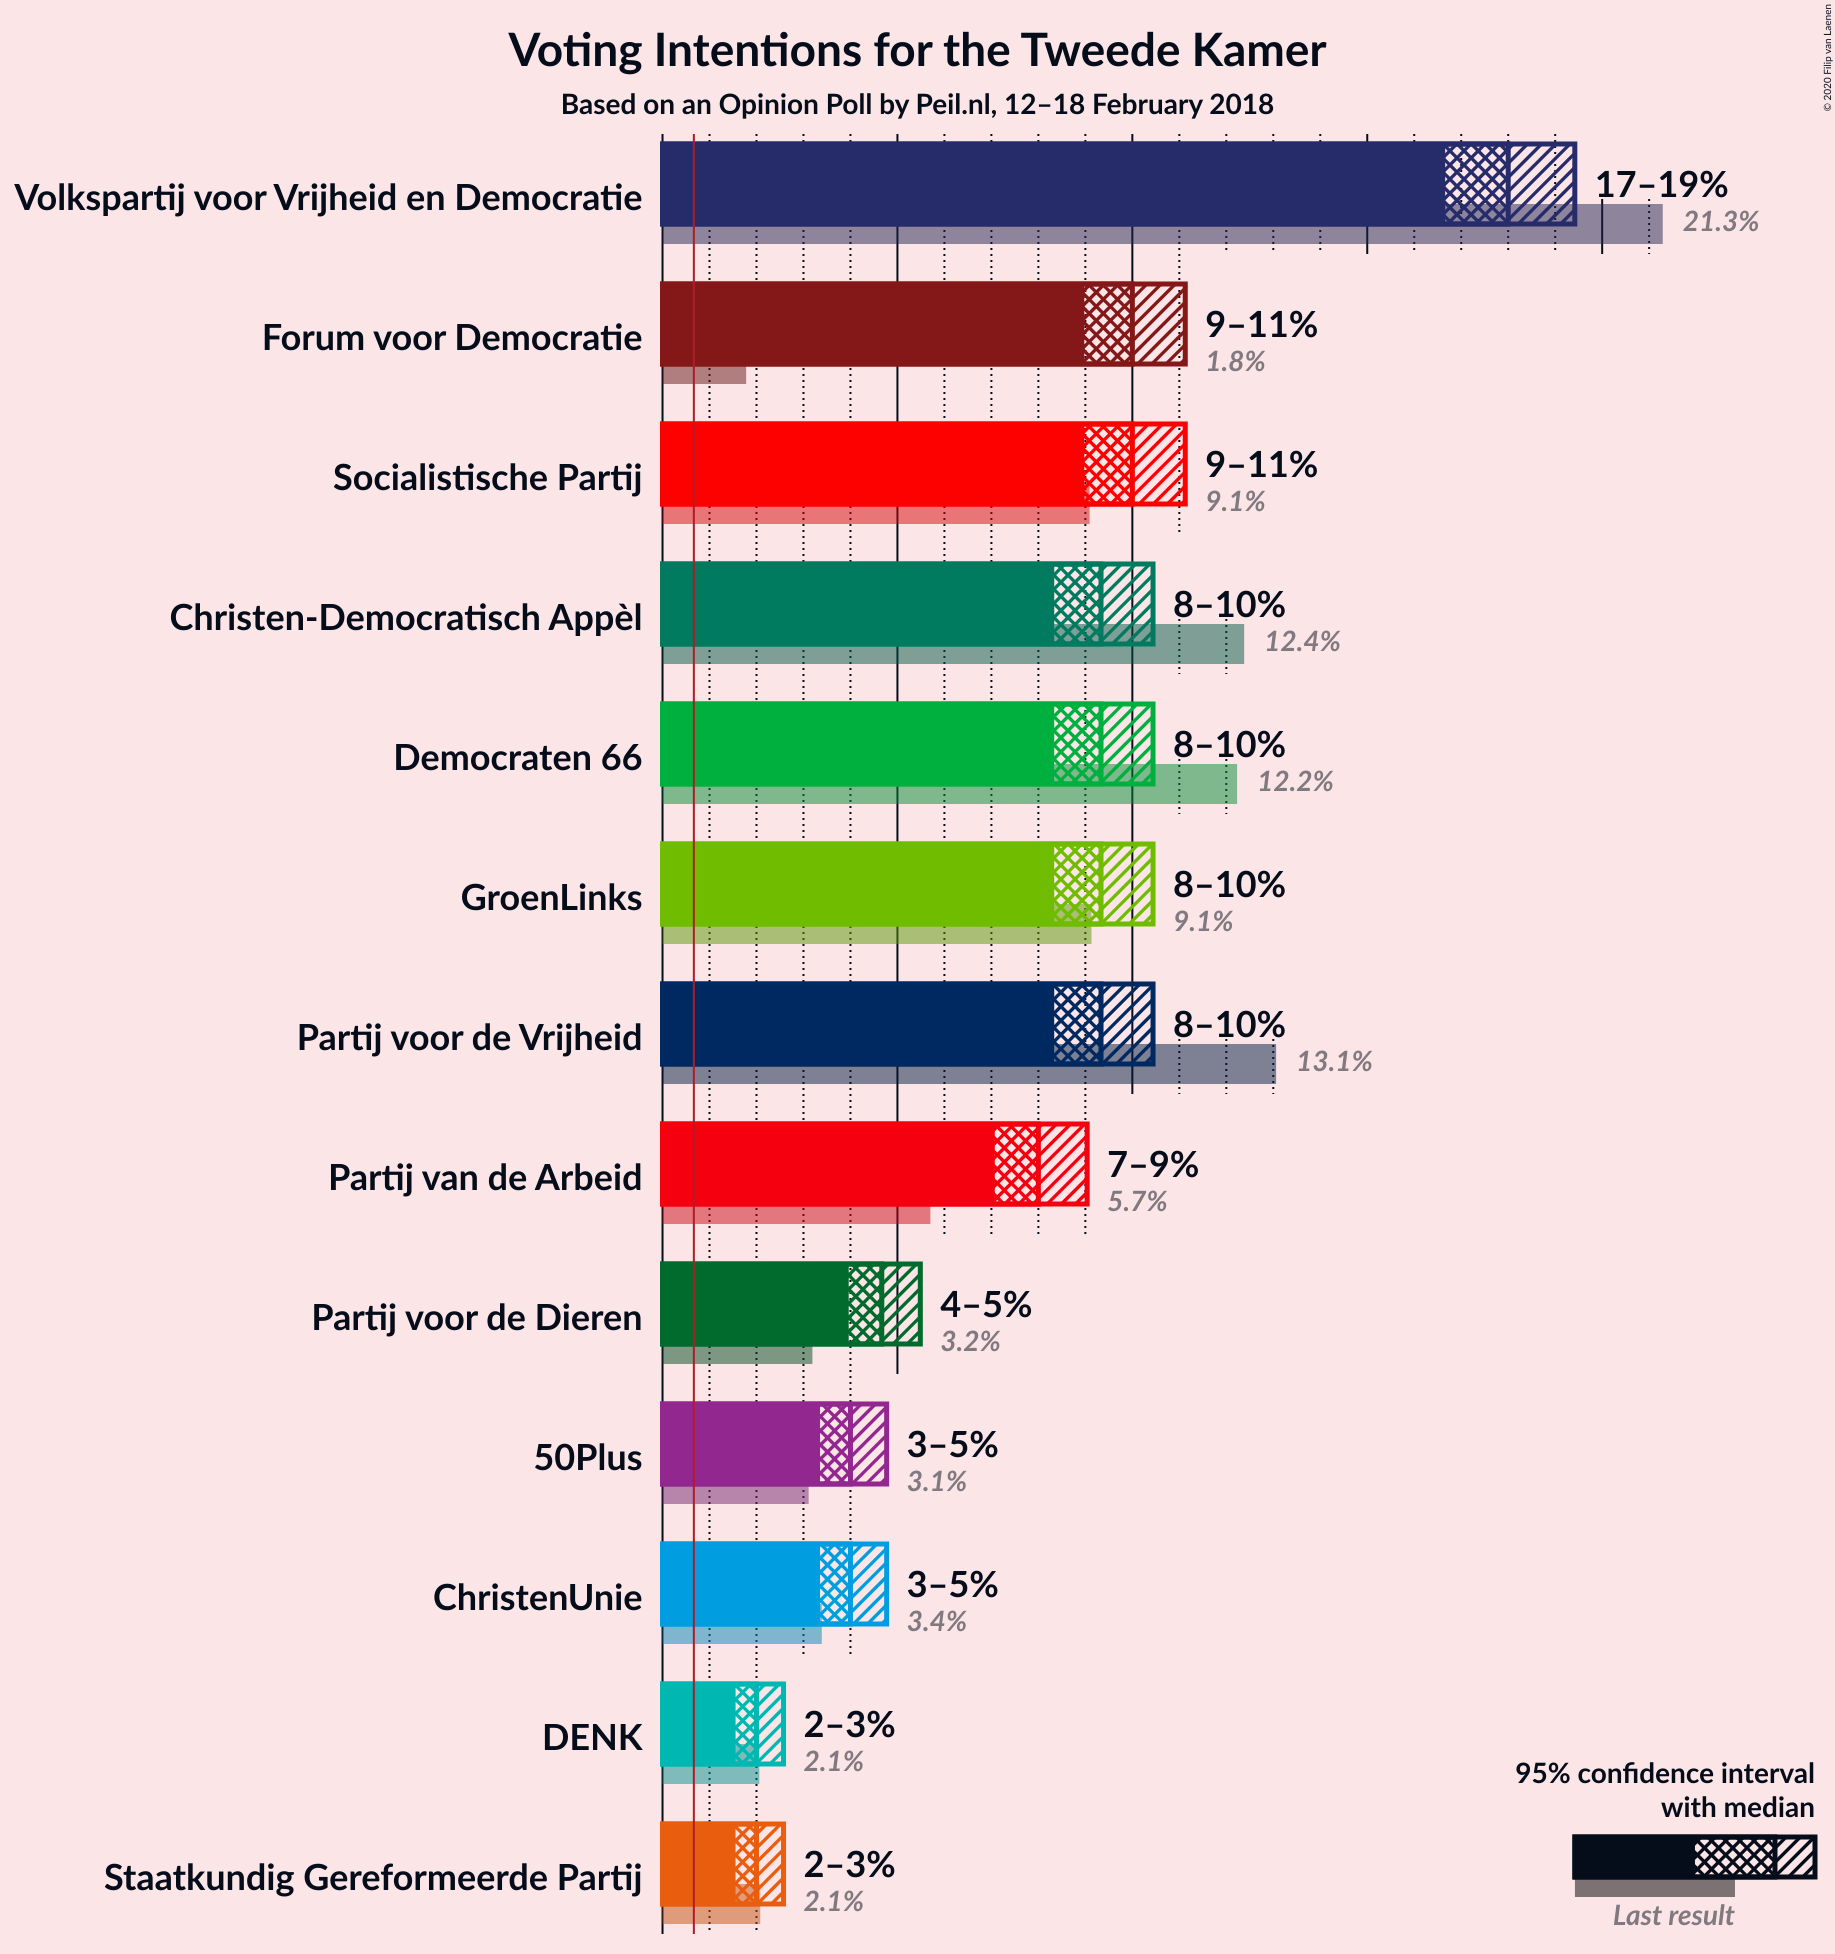 Voting Intentions for the Tweede Kamer
Based on an Opinion Poll by Peil.nl, 12–18 February 2018
© 2020 Filip van Laenen
Volkspartij voor Vrijheid en Democratie
17–19%
21.3%
Forum voor Democratie
9–11%
1.8%
Socialistische Partij
9–11%
9.1%
Christen-Democratisch Appèl
8–10%
12.4%
Democraten 66
8–10%
12.2%
GroenLinks
8–10%
9.1%
Partij voor de Vrijheid
8–10%
13.1%
Partij van de Arbeid
7–9%
5.7%
Partij voor de Dieren
4–5%
3.2%
50Plus
3–5%
3.1%
ChristenUnie
3–5%
3.4%
DENK
2–3%
2.1%
Staatkundig Gereformeerde Partij
2–3%
2.1%
95% confidence interval
with median
Last result